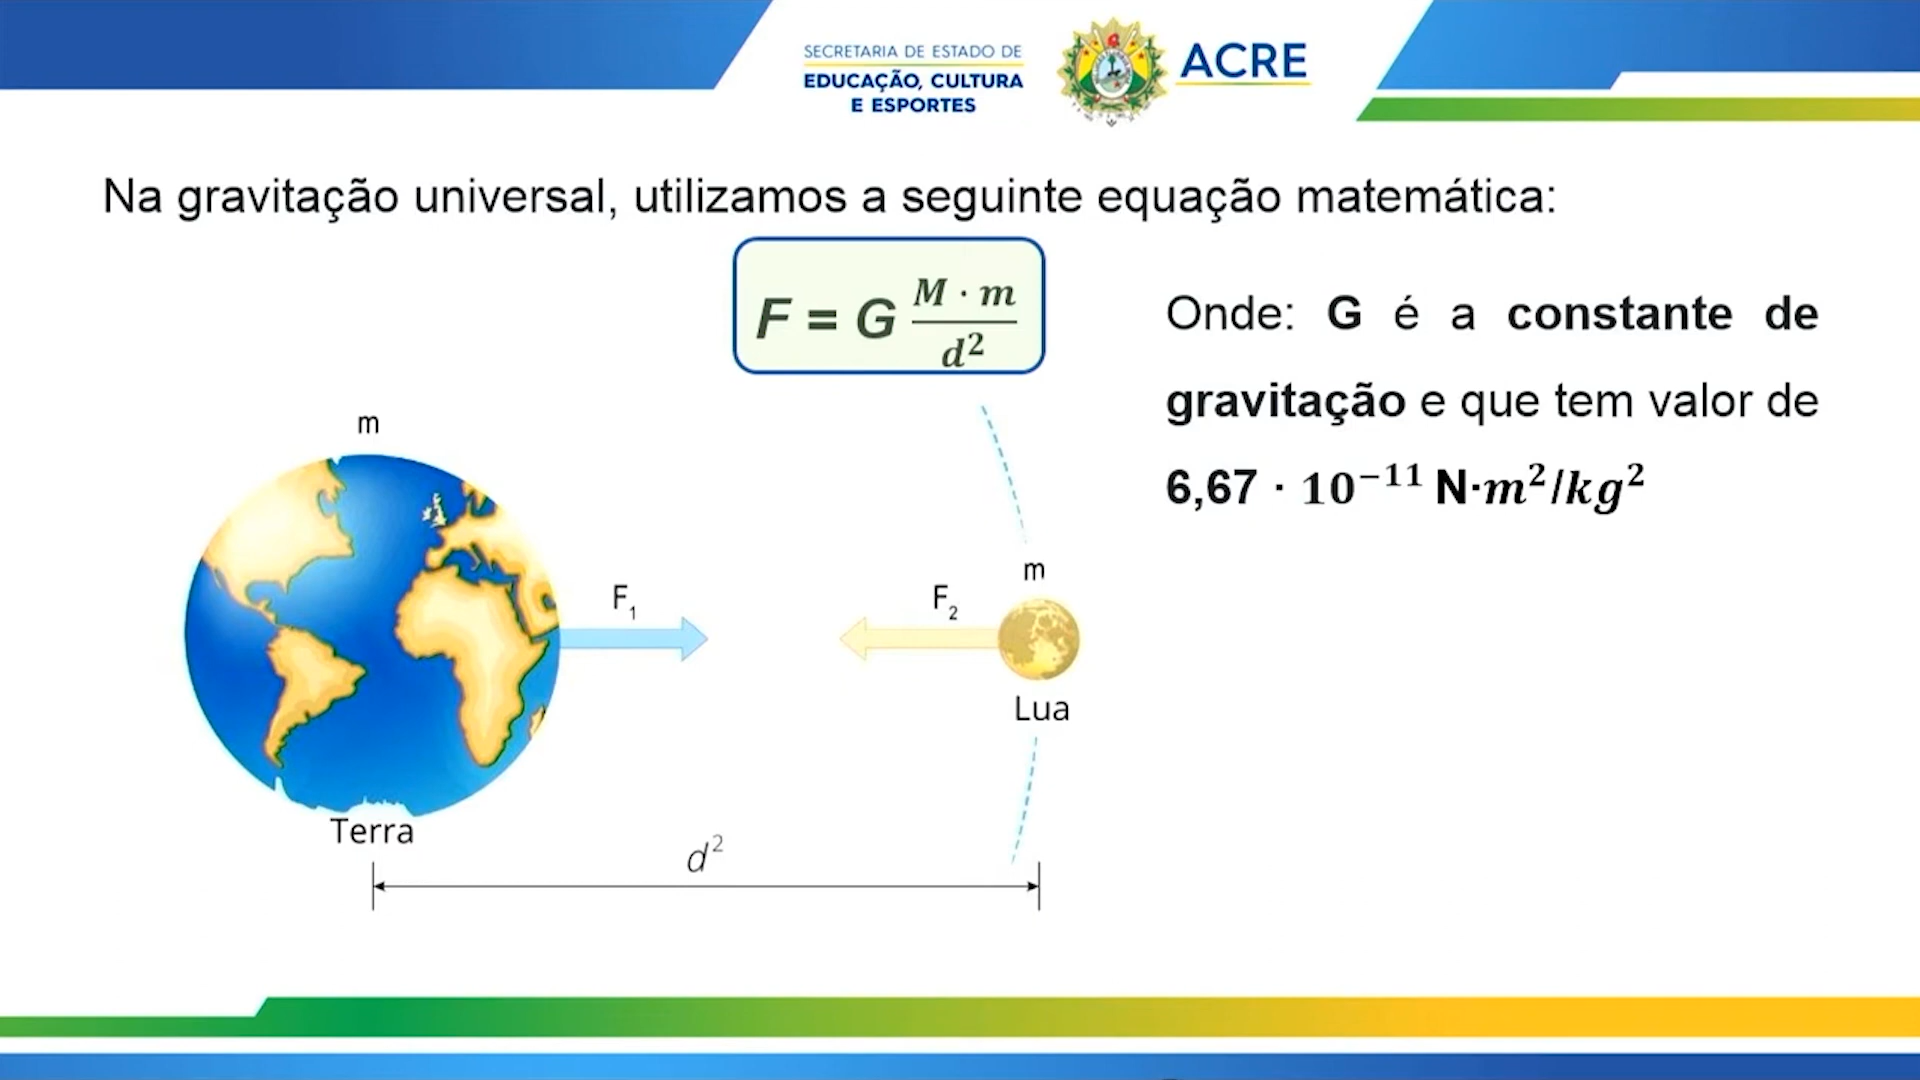 SECRETARIA DE ESTADO DE
EDUCAÇÃO, CULTURA
E ESPORTES
ACRE
Na gravitação universal, utilizamos a seguinte equação matemática:
F = G M · m / d²
Onde: G é a constante de
gravitação e que tem valor de
6,67 · 10⁻¹¹ N·m²/kg²
m
F₁
F₂
m
Lua
Terra
d²